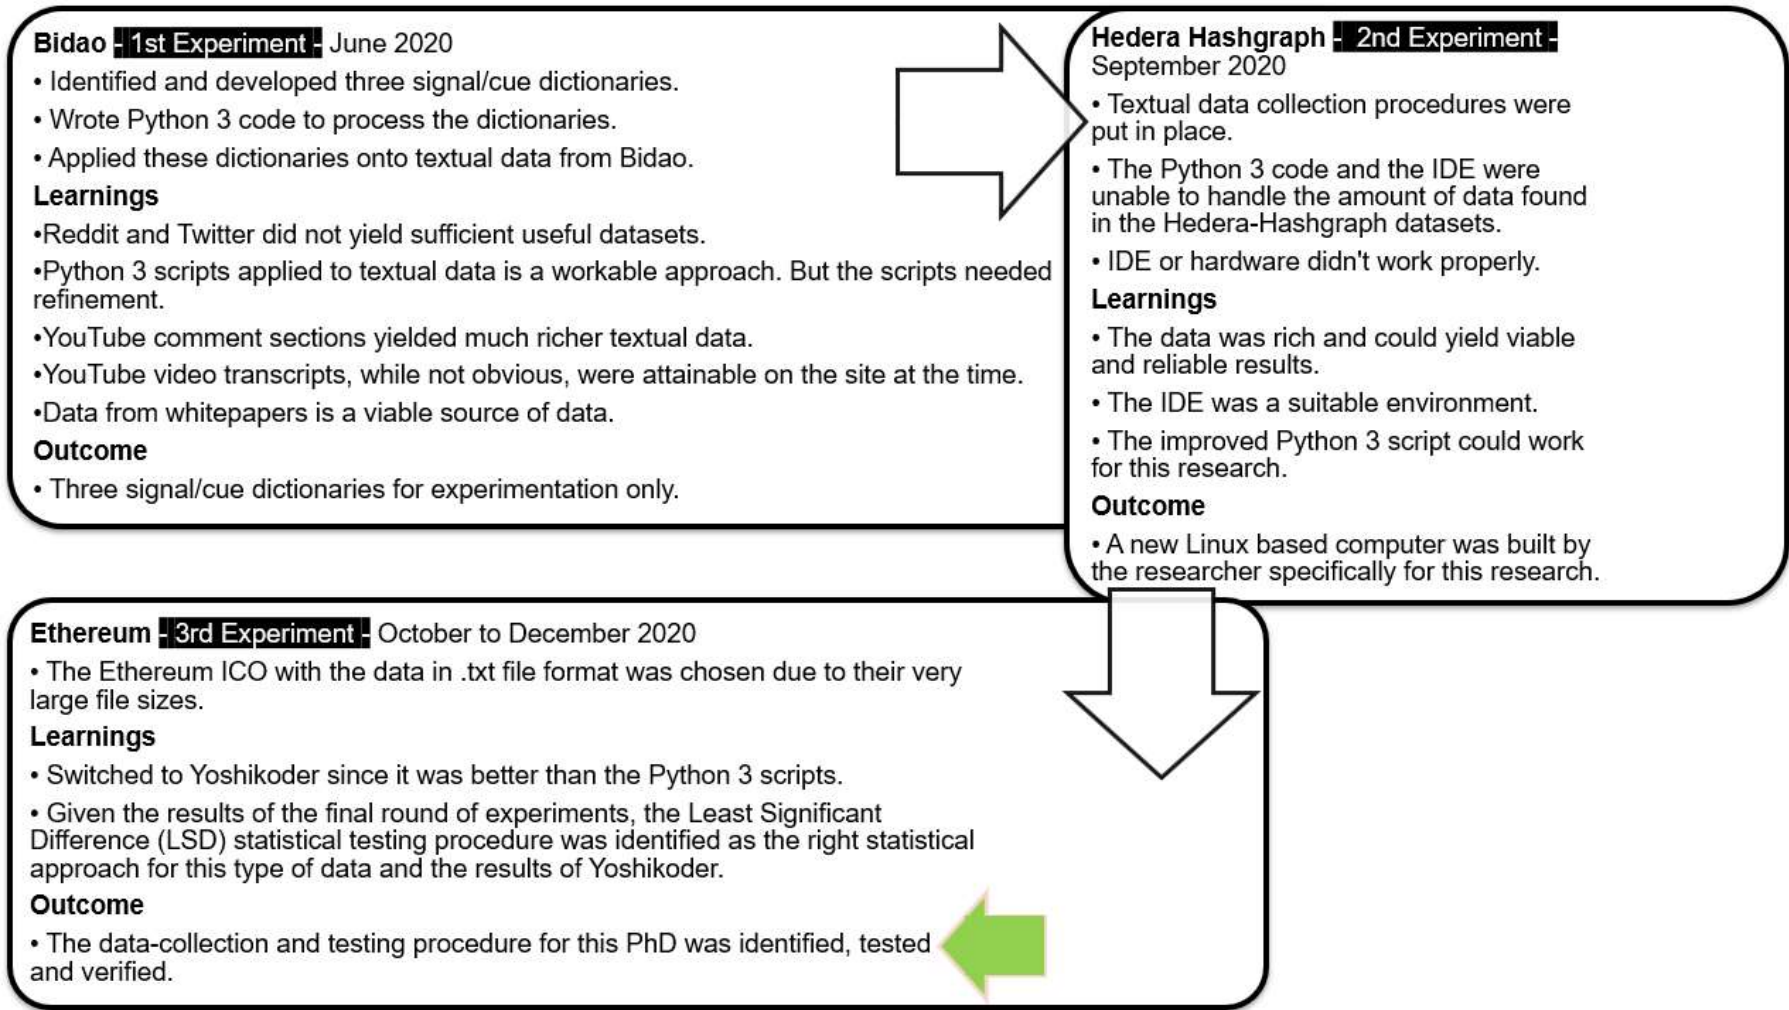 Bidao - 1st Experiment - June 2020
• Identified and developed three signal/cue dictionaries.
• Wrote Python 3 code to process the dictionaries.
• Applied these dictionaries onto textual data from Bidao.
Learnings
•Reddit and Twitter did not yield sufficient useful datasets.
•Python 3 scripts applied to textual data is a workable approach. But the scripts needed
refinement.
•YouTube comment sections yielded much richer textual data.
•YouTube video transcripts, while not obvious, were attainable on the site at the time.
•Data from whitepapers is a viable source of data.
Outcome
• Three signal/cue dictionaries for experimentation only.
Hedera Hashgraph - 2nd Experiment -
September 2020
• Textual data collection procedures were
put in place.
• The Python 3 code and the IDE were
unable to handle the amount of data found
in the Hedera-Hashgraph datasets.
• IDE or hardware didn't work properly.
Learnings
• The data was rich and could yield viable
and reliable results.
• The IDE was a suitable environment.
• The improved Python 3 script could work
for this research.
Outcome
• A new Linux based computer was built by
the researcher specifically for this research.
Ethereum - 3rd Experiment - October to December 2020
• The Ethereum ICO with the data in .txt file format was chosen due to their very
large file sizes.
Learnings
• Switched to Yoshikoder since it was better than the Python 3 scripts.
• Given the results of the final round of experiments, the Least Significant
Difference (LSD) statistical testing procedure was identified as the right statistical
approach for this type of data and the results of Yoshikoder.
Outcome
• The data-collection and testing procedure for this PhD was identified, tested
and verified.